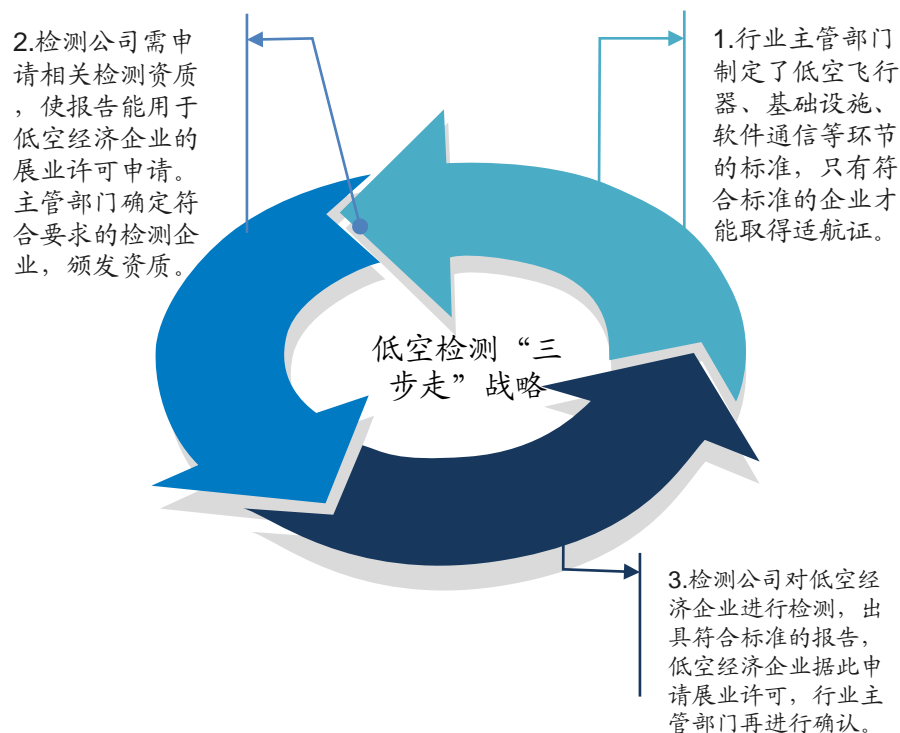 1.行业主管部门
制定了低空飞行
器、基础设施、
软件通信等环节
的标准，只有符
合标准的企业才
能取得适航证。
2.检测公司需申
请相关检测资质
，使报告能用于
低空经济企业的
展业许可申请。
主管部门确定符
合要求的检测企
业，颁发资质。
低空检测“三
步走”战略
3.检测公司对低空经
济企业进行检测，出
具符合标准的报告，
低空经济企业据此申
请展业许可，行业主
管部门再进行确认。